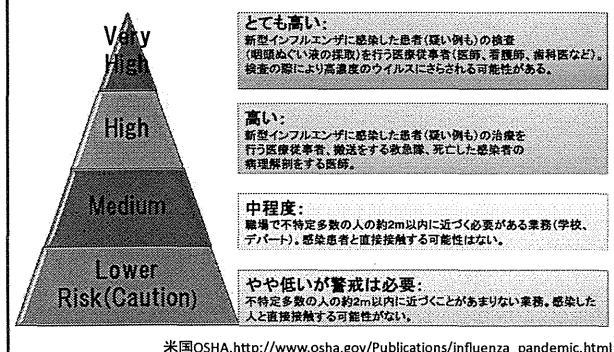 Very
High
とても高い:
新型インフルエンザに感染した患者(疑い例も)の検査
(咽頭ぬぐい液の採取)を行う医療従事者(医師、看護師、歯科医など)。
検査の際により高濃度のウイルスにさらされる可能性がある。
High
高い:
新型インフルエンザに感染した患者(疑い例も)の治療を
行う医療従事者、搬送をする救急隊、死亡した感染者の
病理解剖をする医師。
Medium
中程度:
職場で不特定多数の人の約2m以内に近づく必要がある業務(学校、
デパート)。感染患者と直接接触する可能性はない。
Lower
Risk(Caution)
やや低いが警戒は必要:
不特定多数の人の約2m以内に近づくことがあまりない業務。感染した
人と直接接触する可能性がない。
米国OSHA.http://www.osha.gov/Publications/influenza_pandemic.html